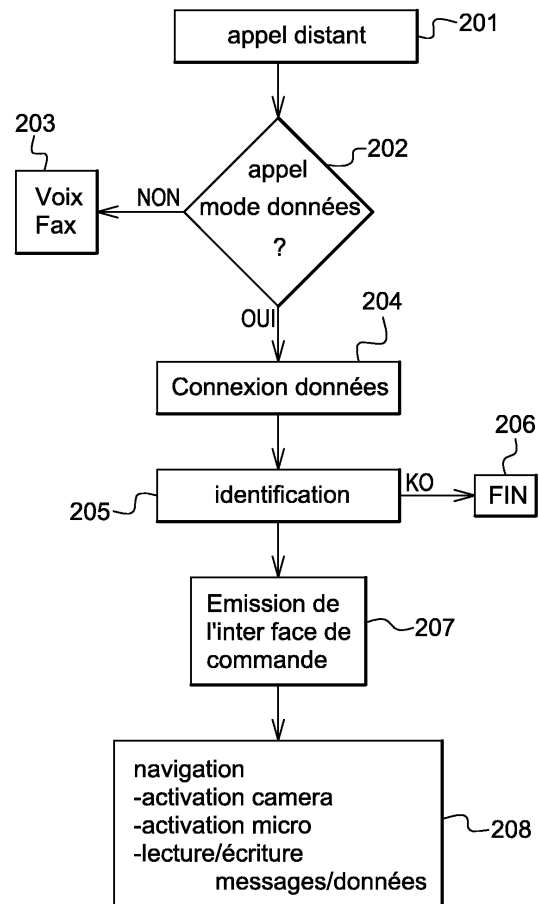 appel distant
201
203
202
appel
mode données
?
NON
Voix
Fax
OUI
204
Connexion données
206
identification
KO
FIN
205
Emission de
l'inter face de
commande
207
navigation
-activation camera
-activation micro
-lecture/écriture
messages/données
208